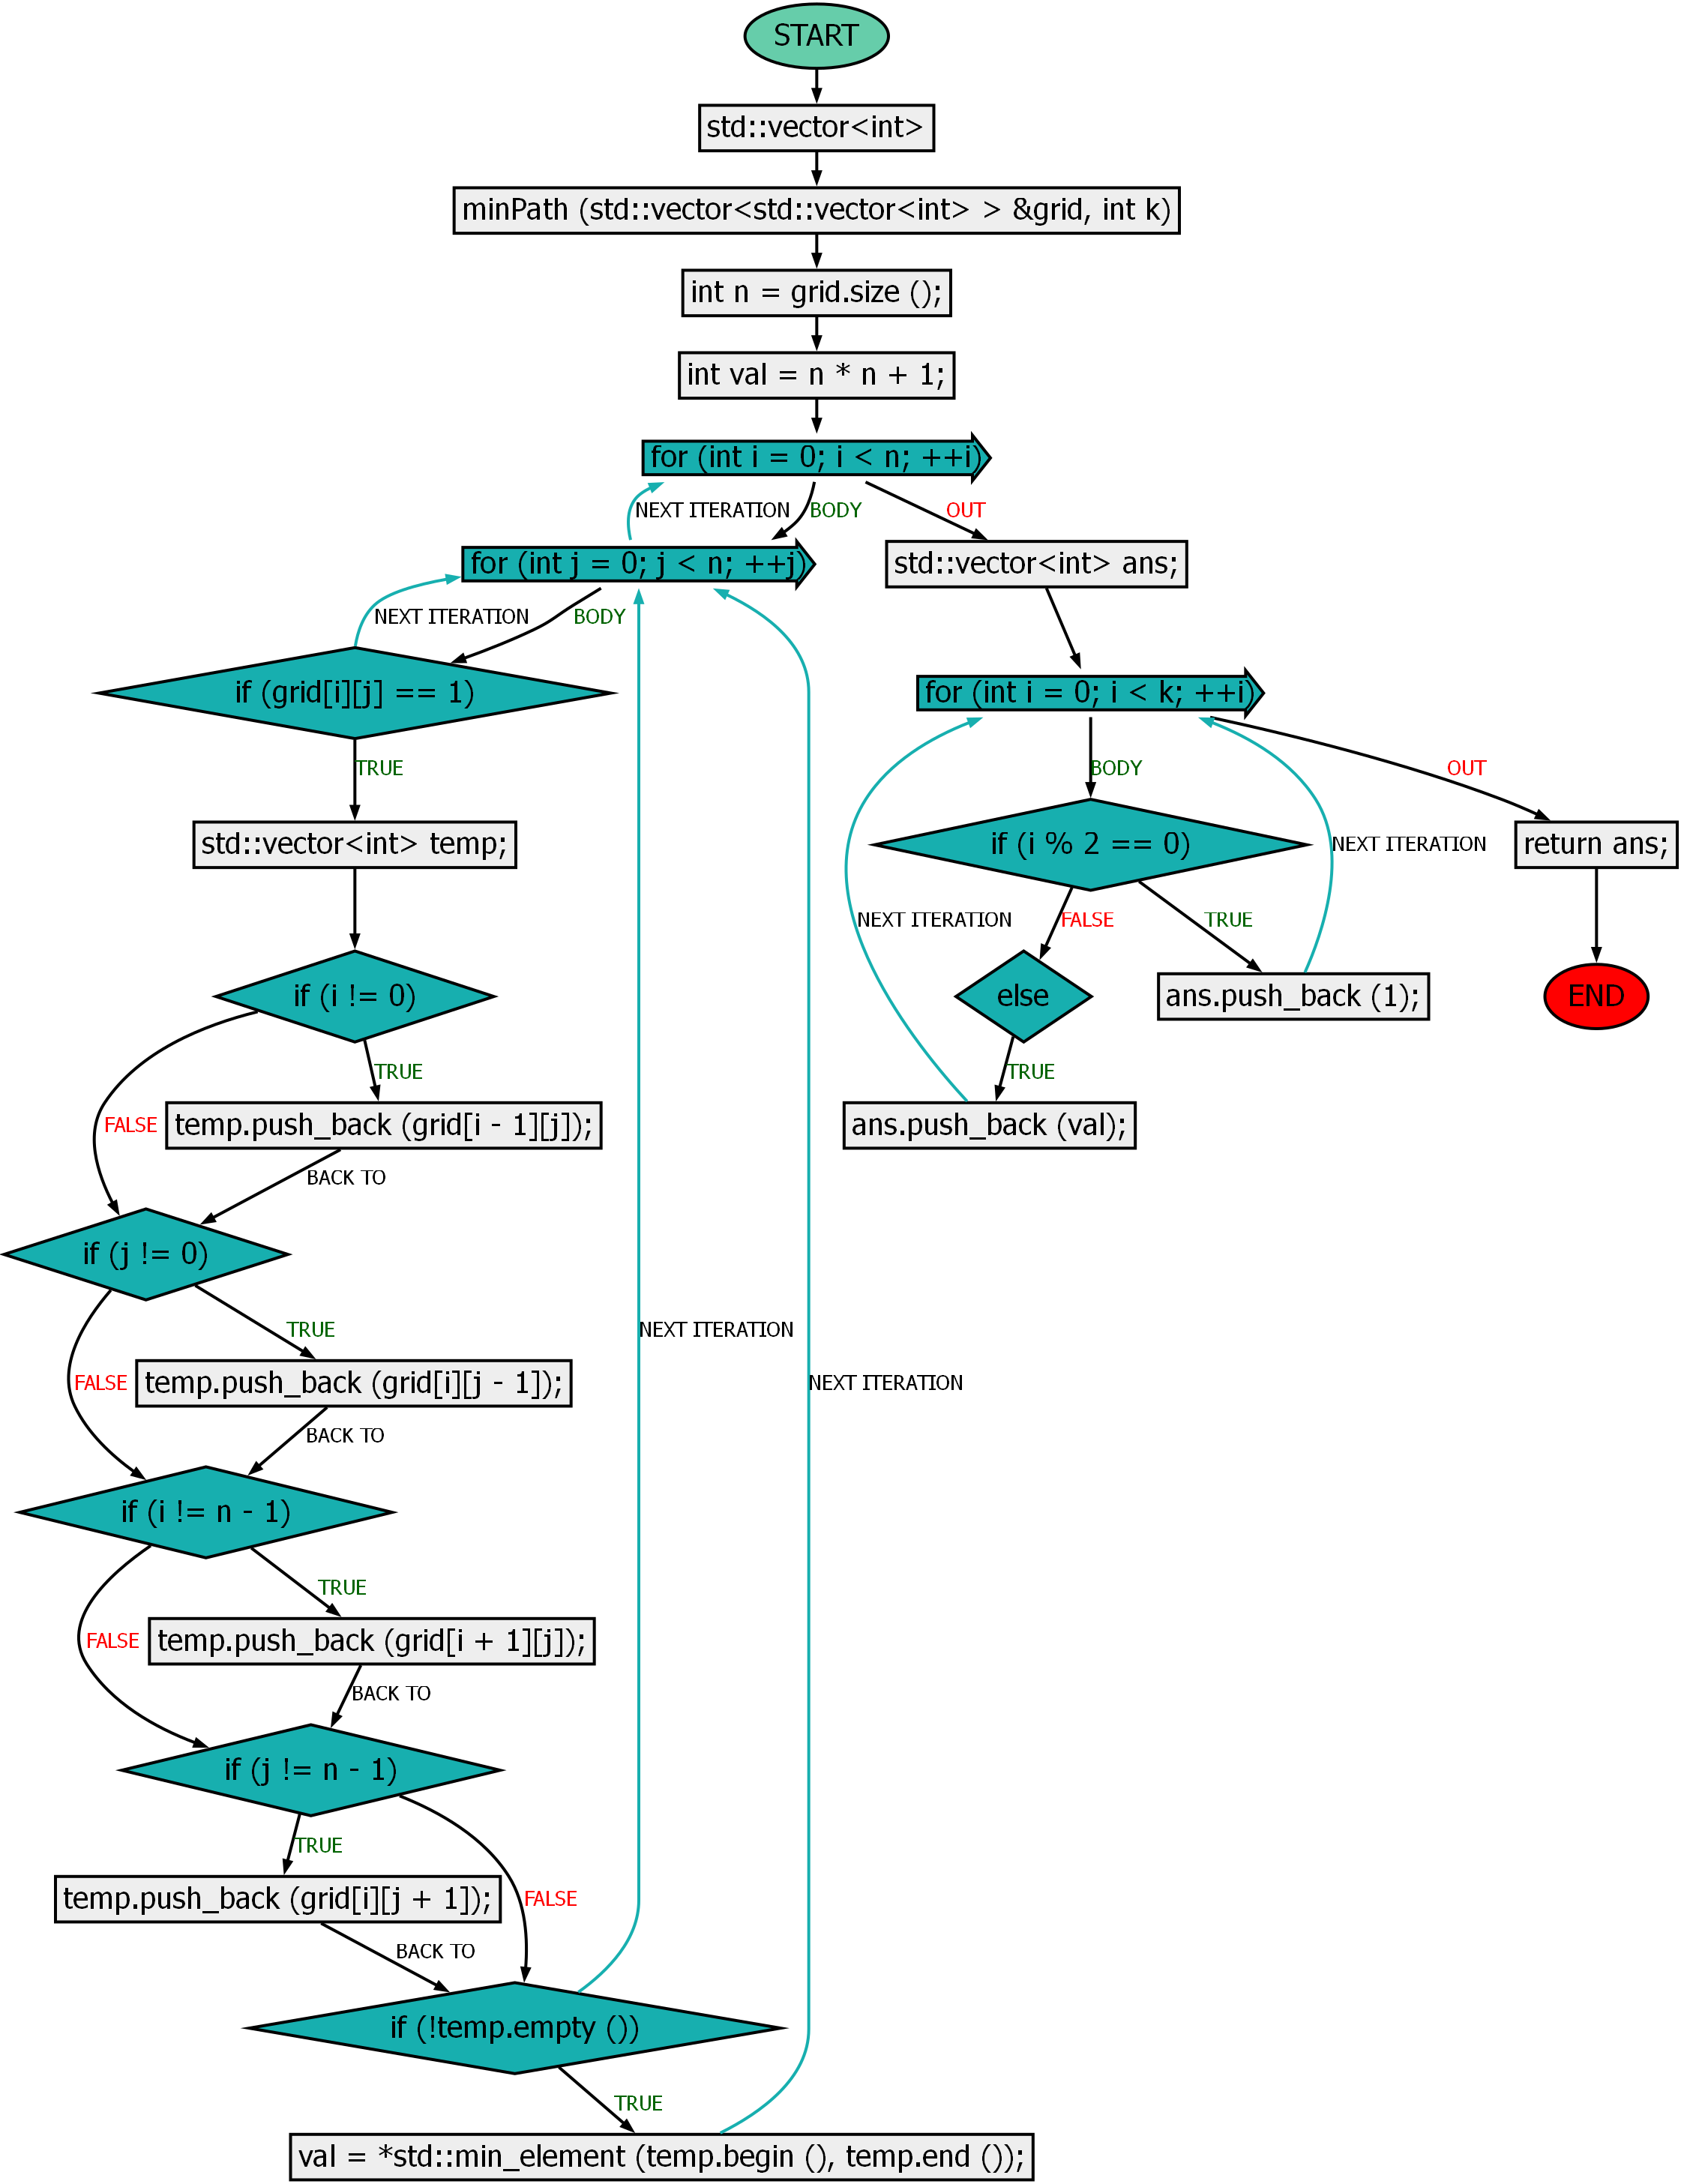 START
std::vector<int>
minPath (std::vector<std::vector<int> > &grid, int k)
int n = grid.size ();
int val = n * n + 1;
for (int i = 0; i < n; ++i)
NEXT ITERATION
BODY
OUT
for (int j = 0; j < n; ++j)
std::vector<int> ans;
NEXT ITERATION
BODY
if (grid[i][j] == 1)
for (int i = 0; i < k; ++i)
TRUE
BODY
OUT
std::vector<int> temp;
if (i % 2 == 0)
NEXT ITERATION
return ans;
NEXT ITERATION
FALSE
TRUE
if (i != 0)
else
ans.push_back (1);
END
TRUE
TRUE
FALSE
temp.push_back (grid[i - 1][j]);
ans.push_back (val);
BACK TO
if (j != 0)
TRUE
NEXT ITERATION
FALSE
temp.push_back (grid[i][j - 1]);
NEXT ITERATION
BACK TO
if (i != n - 1)
TRUE
FALSE
temp.push_back (grid[i + 1][j]);
BACK TO
if (j != n - 1)
TRUE
temp.push_back (grid[i][j + 1]);
FALSE
BACK TO
if (!temp.empty ())
TRUE
val = *std::min_element (temp.begin (), temp.end ());